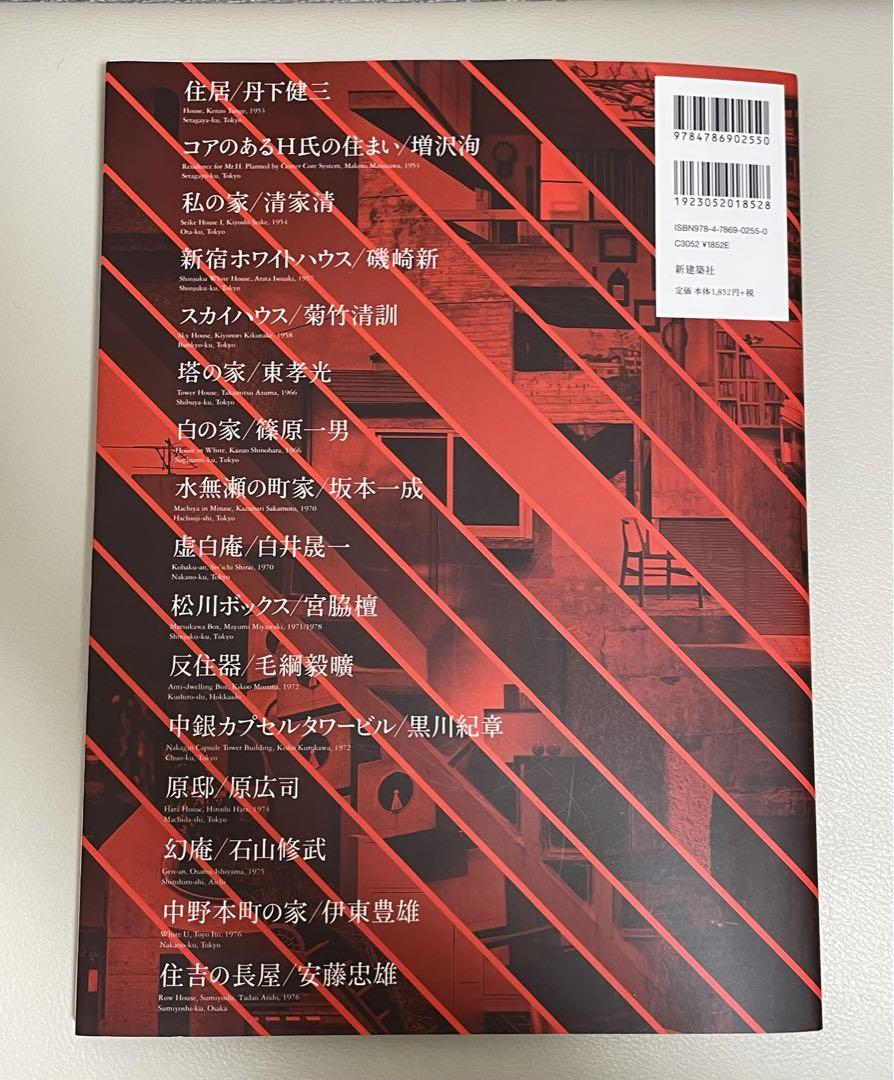 住居/丹下健三
House, Kenzo Tange, 1953
Setagaya-ku, Tokyo
コアのあるH氏の住まい/増沢洵
Residence for Mr.H. Planned by Center Core System, Makoto Masuzawa, 1953
Setagaya-ku, Tokyo
私の家/清家清
Seike House I, Kiyoshi Seike, 1954
Ota-ku, Tokyo
新宿ホワイトハウス/磯崎新
Shinjuku White House, Arata Isozaki, 1957
Shinjuku-ku, Tokyo
スカイハウス/菊竹清訓
Sky House, Kiyonori Kikutake, 1958
Bunkyo-ku, Tokyo
塔の家/東孝光
Tower House, Takamitsu Azuma, 1966
Shibuya-ku, Tokyo
白の家/篠原一男
House in White, Kazuo Shinohara, 1966
Suginami-ku, Tokyo
水無瀬の町家/坂本一成
Machiya in Minase, Kazunari Sakamoto, 1970
Hachioji-shi, Tokyo
虚白庵/白井晟一
Kohaku-an, Sei'ichi Shirai, 1970
Nakano-ku, Tokyo
松川ボックス/宮脇檀
Matsukawa Box, Mayumi Miyawaki, 1971/1978
Shinjuku-ku, Tokyo
反住器/毛綱毅曠
Anti-dwelling Box, Kikoo Mozuna, 1972
Kushiro-shi, Hokkaido
中銀カプセルタワービル/黒川紀章
Nakagin Capsule Tower Building, Kisho Kurokawa, 1972
Chuo-ku, Tokyo
原邸/原広司
Hara House, Hiroshi Hara, 1974
Machida-shi, Tokyo
幻庵/石山修武
Gen-an, Osamu Ishiyama, 1975
Shinshiro-shi, Aichi
中野本町の家/伊東豊雄
White U, Toyo Ito, 1976
Nakano-ku, Tokyo
住吉の長屋/安藤忠雄
Row House, Sumiyoshi, Tadao Ando, 1976
Sumiyoshi-ku, Osaka
9784786902550
1923052018528
ISBN978-4-7869-0255-0
C3052 ¥1852E
新建築社
定価 本体1,852円+税